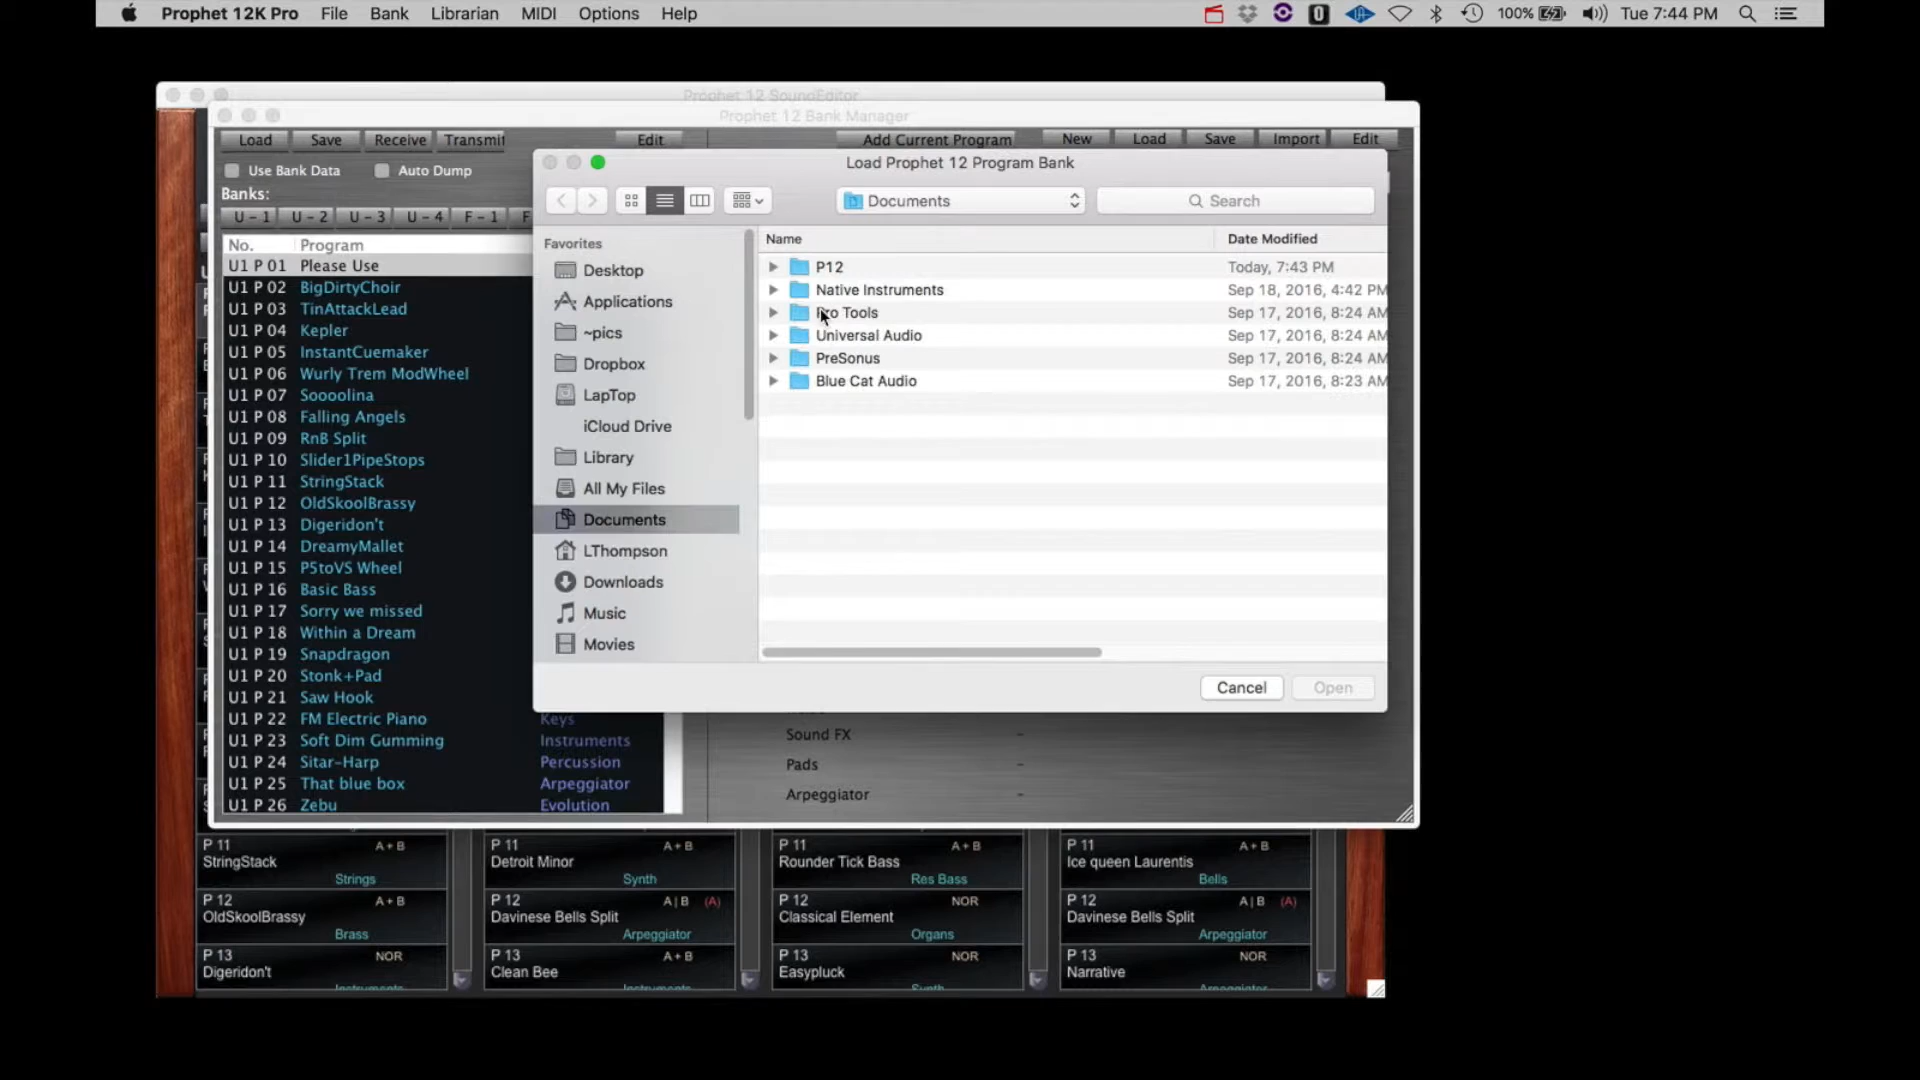 Prophet 12K Pro File Bank Librarian MIDI Options Help 100% Tue 7:44 PM
Prophet 12 SoundEditor
Prophet 12 Bank Manager
Load Save Receive Transmit Edit Add Current Program New Load Save Import Edit
Use Bank Data Auto Dump
Banks:
U - 1 U - 2 U - 3 U - 4 F - 1 F
No. Program
U1 P 01 Please Use
U1 P 02 BigDirtyChoir
U1 P 03 TinAttackLead
U1 P 04 Kepler
U1 P 05 InstantCuemaker
U1 P 06 Wurly Trem ModWheel
U1 P 07 Soooolina
U1 P 08 Falling Angels
U1 P 09 RnB Split
U1 P 10 Slider1PipeStops
U1 P 11 StringStack
U1 P 12 OldSkoolBrassy
U1 P 13 Digeridon't
U1 P 14 DreamyMallet
U1 P 15 P5toVS Wheel
U1 P 16 Basic Bass
U1 P 17 Sorry we missed
U1 P 18 Within a Dream
U1 P 19 Snapdragon
U1 P 20 Stonk+Pad
U1 P 21 Saw Hook
U1 P 22 FM Electric Piano Keys
U1 P 23 Soft Dim Gumming Instruments
U1 P 24 Sitar-Harp Percussion
U1 P 25 That blue box Arpeggiator
U1 P 26 Zebu Evolution
Load Prophet 12 Program Bank
Documents Search
Favorites
Desktop
Applications
~pics
Dropbox
LapTop
iCloud Drive
Library
All My Files
Documents
LThompson
Downloads
Music
Movies
Name Date Modified
P12 Today, 7:43 PM
Native Instruments Sep 18, 2016, 4:42 PM
Pro Tools Sep 17, 2016, 8:24 AM
Universal Audio Sep 17, 2016, 8:24 AM
PreSonus Sep 17, 2016, 8:24 AM
Blue Cat Audio Sep 17, 2016, 8:23 AM
Cancel Open
Sound FX -
Pads -
Arpeggiator -
P 11 A + B P 11 A + B P 11 A + B P 11 A + B
StringStack Detroit Minor Rounder Tick Bass Ice queen Laurentis
Strings Synth Res Bass Bells
P 12 A + B P 12 A | B (A) P 12 NOR P 12 A | B (A)
OldSkoolBrassy Davinese Bells Split Classical Element Davinese Bells Split
Brass Arpeggiator Organs Arpeggiator
P 13 NOR P 13 A + B P 13 NOR P 13 NOR
Digeridon't Clean Bee Easypluck Narrative
Instruments Instruments Synth Arpeggiator